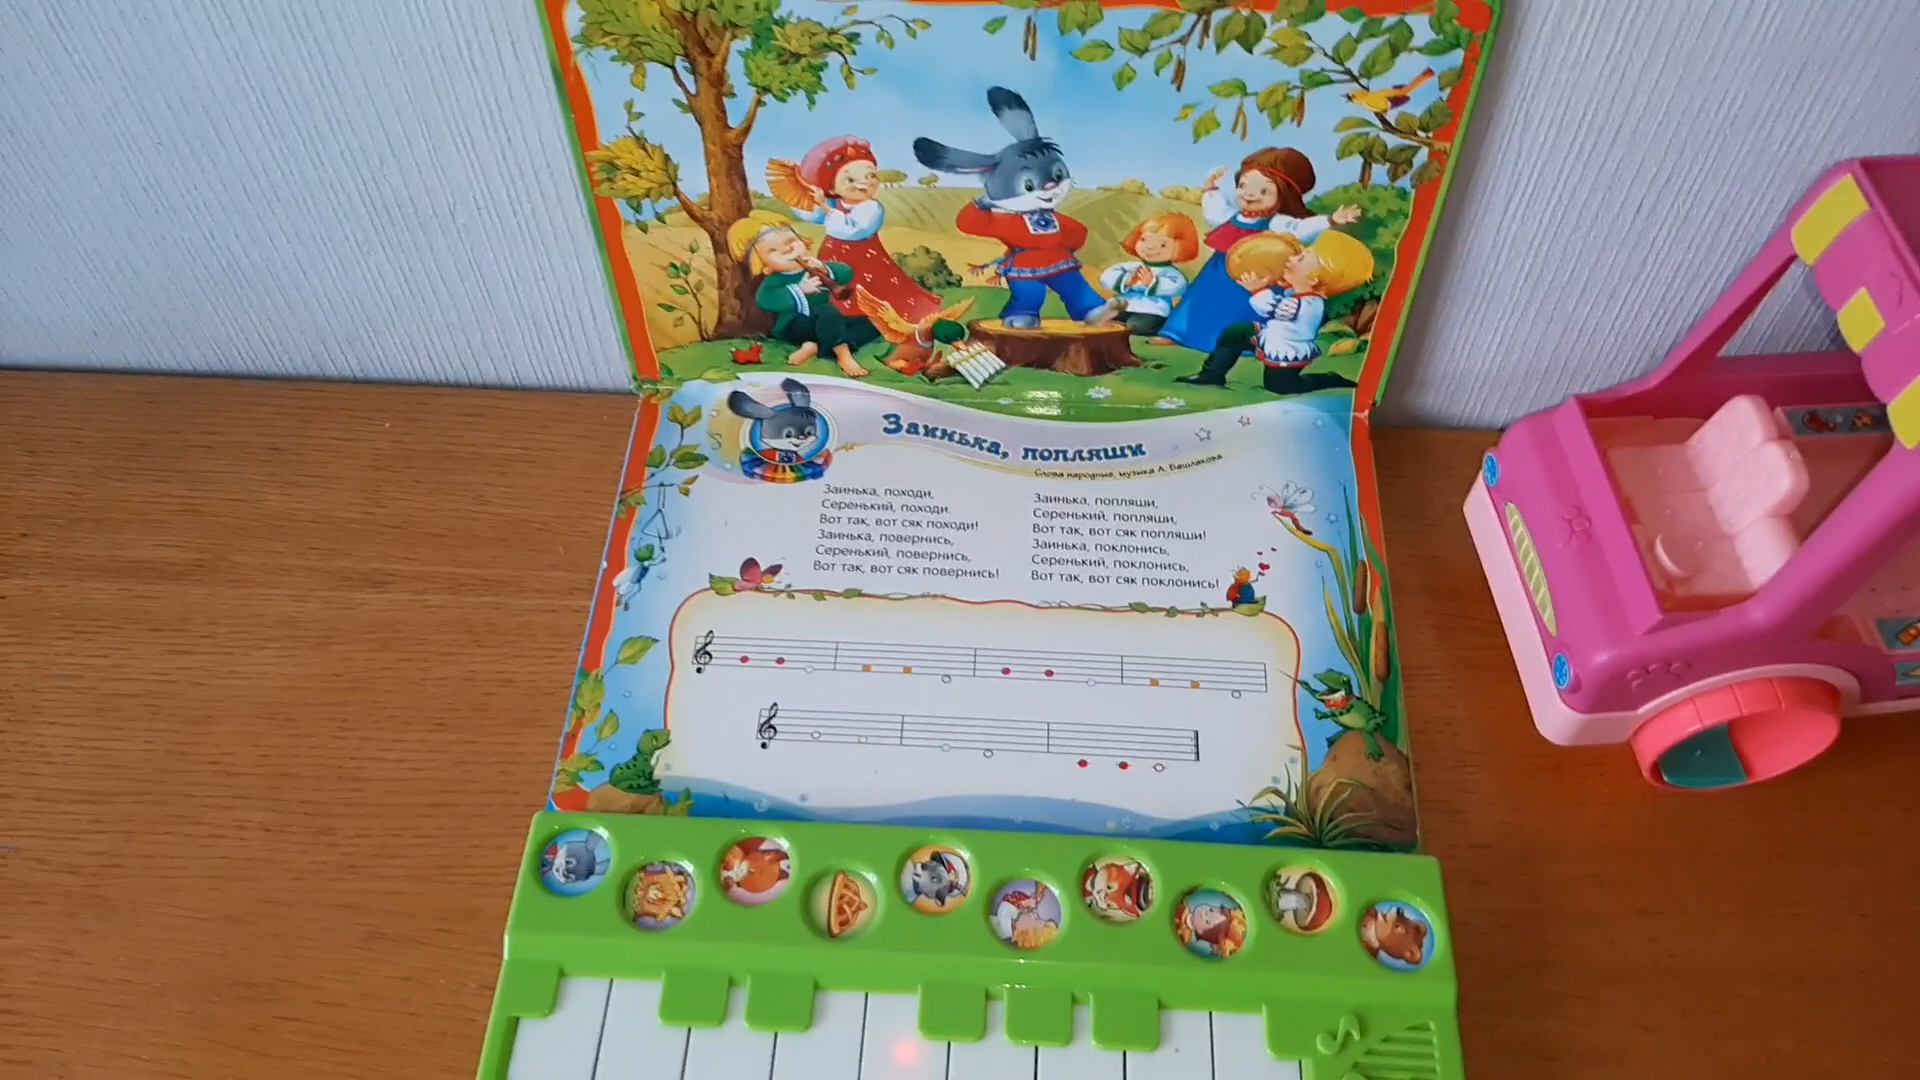 Заинька, попляши
Слова народные, музыка А. Башлакова
Заинька, походи,
Серенький, походи.
Вот так, вот сяк походи!
Заинька, повернись,
Серенький, повернись,
Вот так, вот сяк повернись!
Заинька, попляши,
Серенький, попляши,
Вот так, вот сяк попляши!
Заинька, поклонись,
Серенький, поклонись,
Вот так, вот сяк поклонись!